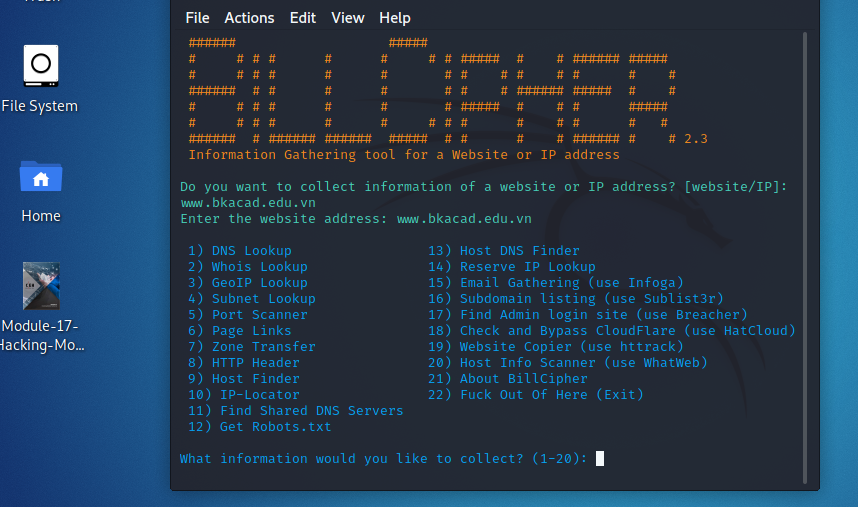 Trash
File Actions Edit View Help
File System
Home
Module-17-
Hacking-Mo...
###### #####
# # # # # # # # # ##### # # ###### #####
# # # # # # # # # # # # # # #
###### # # # # # # # # ###### ##### # #
# # # # # # # # ##### # # # #####
# # # # # # # # # # # # # # #
###### # ###### ###### ##### # # # # # ###### # # 2.3
Information Gathering tool for a Website or IP address
Do you want to collect information of a website or IP address? [website/IP]:
www.bkacad.edu.vn
Enter the website address: www.bkacad.edu.vn
1) DNS Lookup 13) Host DNS Finder
2) Whois Lookup 14) Reserve IP Lookup
3) GeoIP Lookup 15) Email Gathering (use Infoga)
4) Subnet Lookup 16) Subdomain listing (use Sublist3r)
5) Port Scanner 17) Find Admin login site (use Breacher)
6) Page Links 18) Check and Bypass CloudFlare (use HatCloud)
7) Zone Transfer 19) Website Copier (use httrack)
8) HTTP Header 20) Host Info Scanner (use WhatWeb)
9) Host Finder 21) About BillCipher
10) IP-Locator 22) Fuck Out Of Here (Exit)
11) Find Shared DNS Servers
12) Get Robots.txt
What information would you like to collect? (1-20):